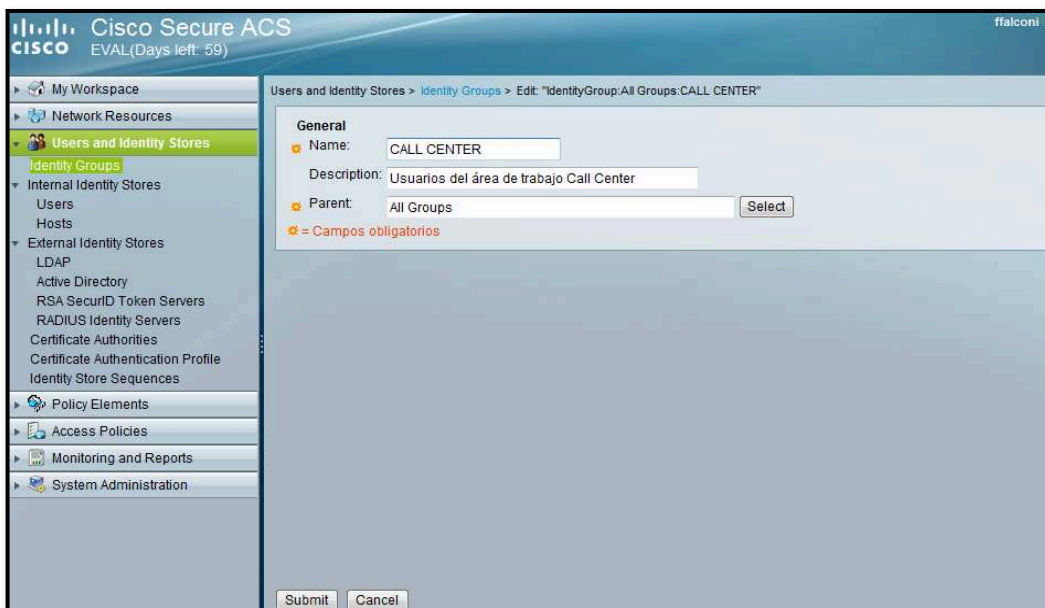 Cisco Secure ACS
CISCO
EVAL(Days left: 59)
ffalconi
My Workspace
Network Resources
Users and Identity Stores
Identity Groups
Internal Identity Stores
Users
Hosts
External Identity Stores
LDAP
Active Directory
RSA SecurID Token Servers
RADIUS Identity Servers
Certificate Authorities
Certificate Authentication Profile
Identity Store Sequences
Policy Elements
Access Policies
Monitoring and Reports
System Administration
Users and Identity Stores > Identity Groups > Edit: "IdentityGroup:All Groups:CALL CENTER"
General
Name: CALL CENTER
Description: Usuarios del área de trabajo Call Center
Parent: All Groups Select
= Campos obligatorios
Submit Cancel